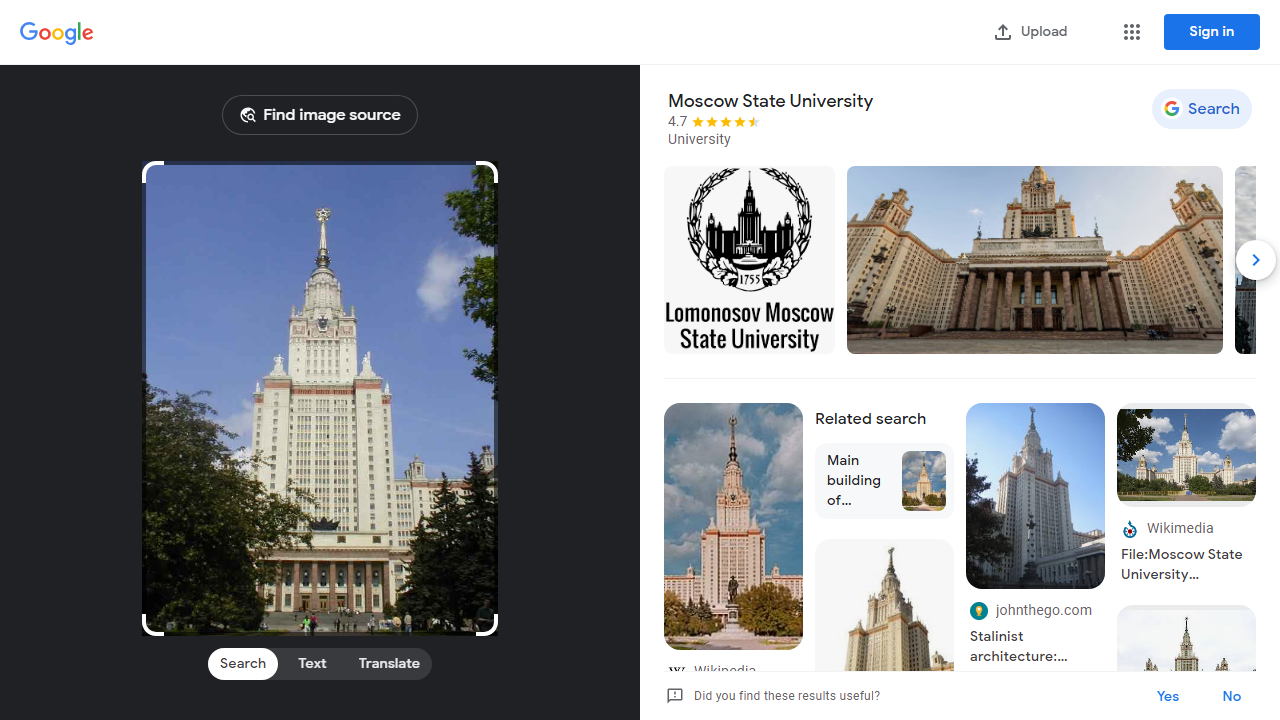 Google
Upload
Sign in
Find image source
Search
Text
Translate
Moscow State University
4.7
University
Search
1755
Lomonosov Moscow
State University
Related search
Main
building
of...
Wikipedia
johnthego.com
Stalinist
architecture:...
Wikimedia
File:Moscow State
University...
Did you find these results useful?
Yes
No